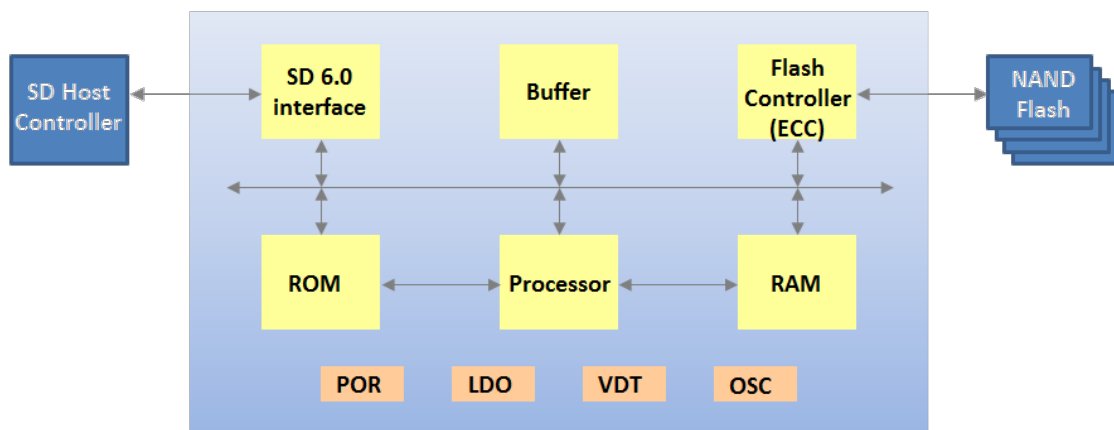 SD Host
Controller
SD 6.0
interface
Buffer
Flash
Controller
(ECC)
NAND
Flash
ROM
Processor
RAM
POR
LDO
VDT
OSC